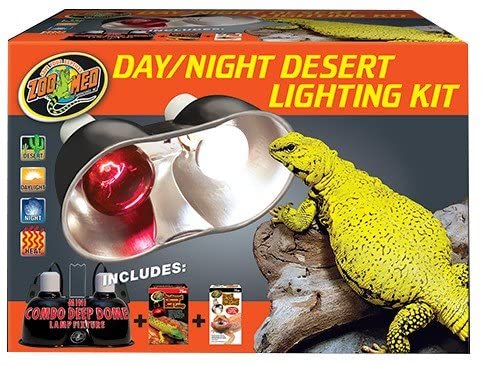 ZOO MED
DAY/NIGHT DESERT
LIGHTING KIT
DESERT
DAYLIGHT
NIGHT
HEAT
INCLUDES:
MINI
COMBO DEEP DOME
LAMP FIXTURE